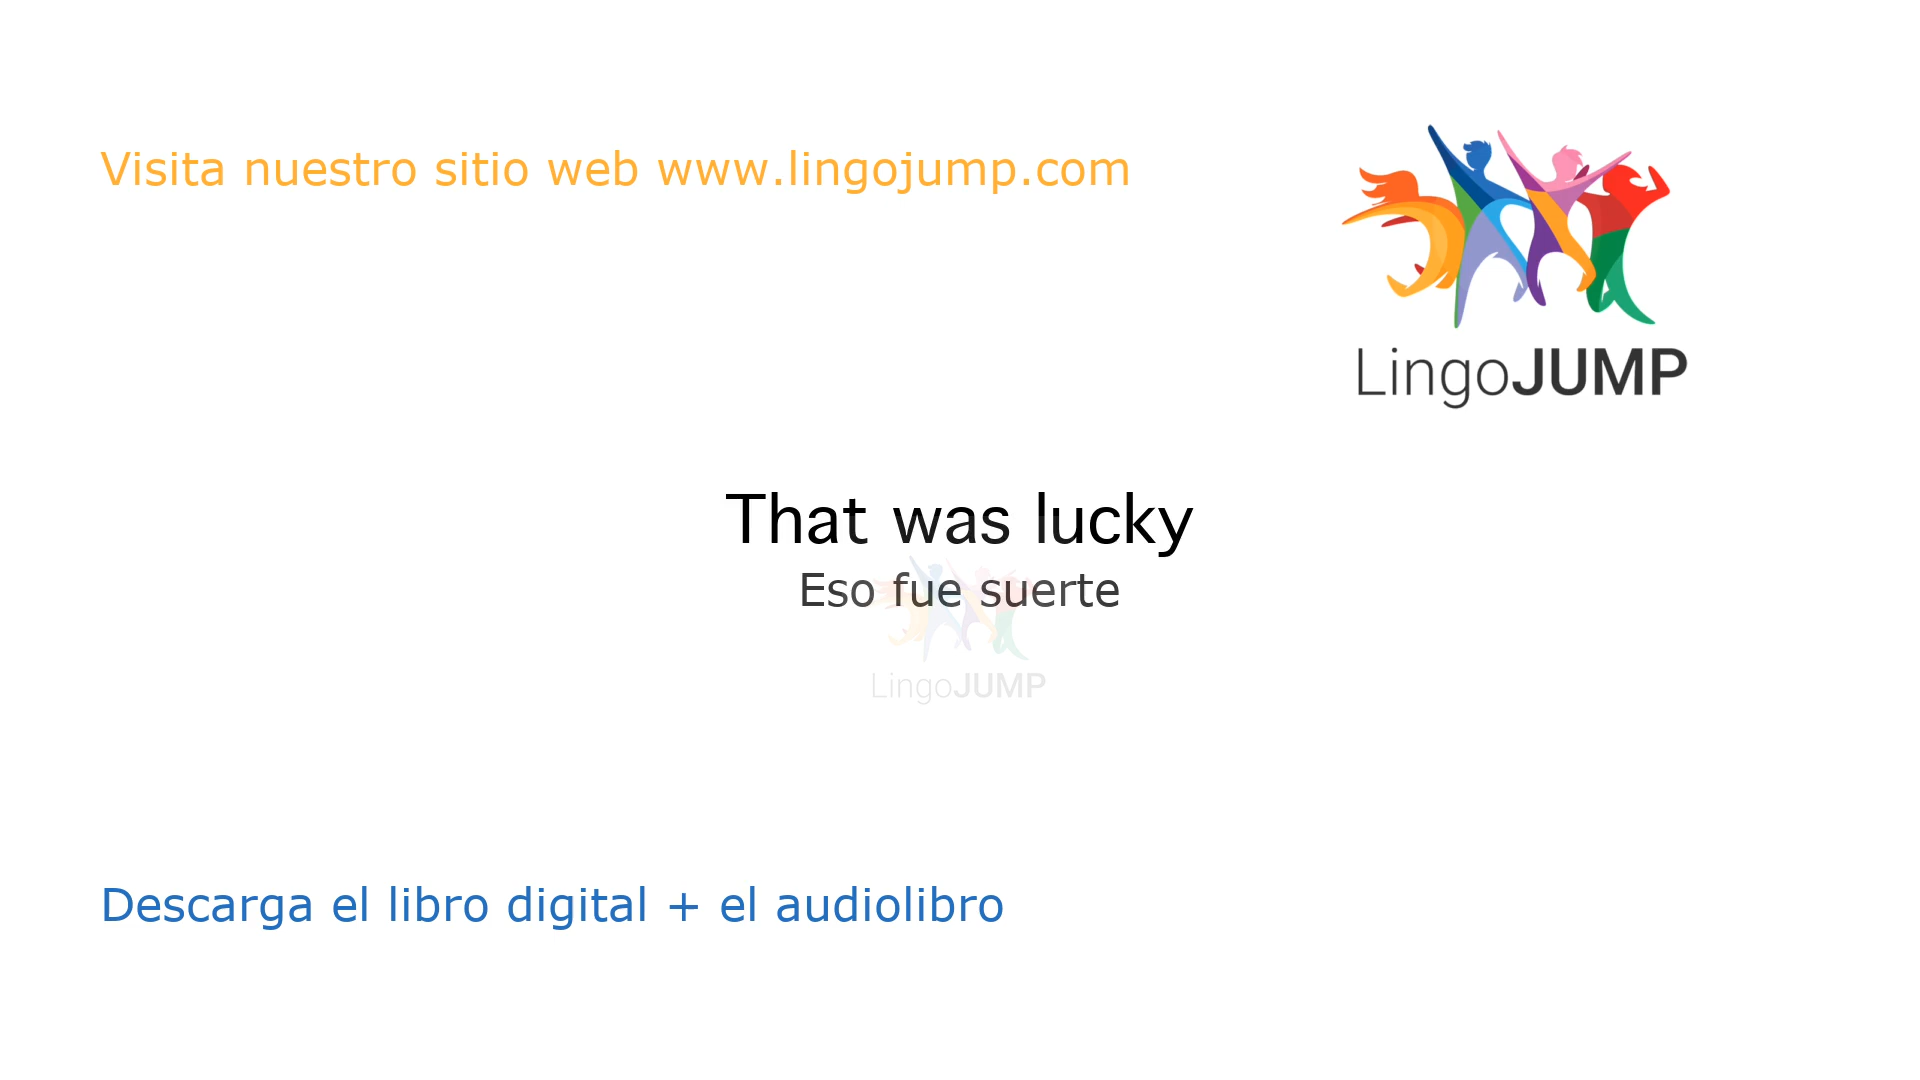 Visita nuestro sitio web www.lingojump.com
LingoJUMP
That was lucky
Eso fue suerte
LingoJUMP
Descarga el libro digital + el audiolibro